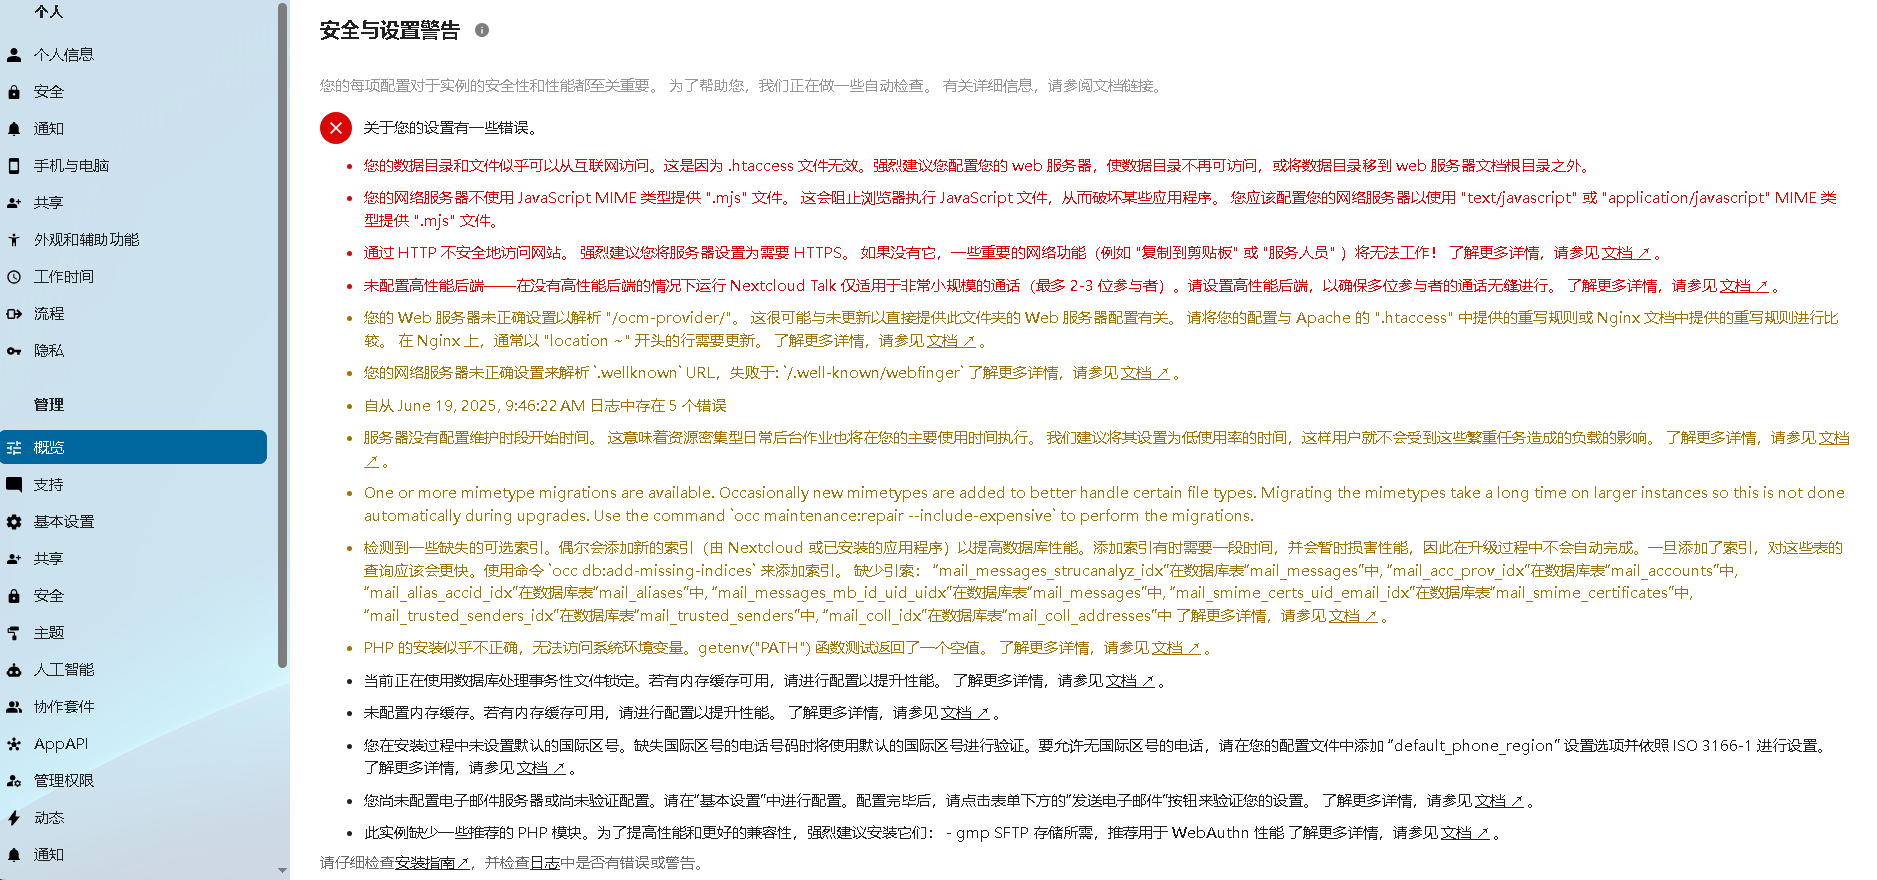 个人
个人信息
安全
通知
手机与电脑
共享
外观和辅助功能
工作时间
流程
隐私
管理
概览
支持
基本设置
共享
安全
主题
人工智能
协作套件
AppAPI
管理权限
动态
通知
安全与设置警告
您的每项配置对于实例的安全性和性能都至关重要。 为了帮助您，我们正在做一些自动检查。 有关详细信息，请参阅文档链接。
关于您的设置有一些错误。
您的数据目录和文件似乎可以从互联网访问。这是因为 .htaccess 文件无效。强烈建议您配置您的 web 服务器，使数据目录不再可访问，或将数据目录移到 web 服务器文档根目录之外。
您的网络服务器不使用 JavaScript MIME 类型提供 ".mjs" 文件。 这会阻止浏览器执行 JavaScript 文件，从而破坏某些应用程序。 您应该配置您的网络服务器以使用 "text/javascript" 或 "application/javascript" MIME 类
型提供 ".mjs" 文件。
通过 HTTP 不安全地访问网站。 强烈建议您将服务器设置为需要 HTTPS。 如果没有它，一些重要的网络功能（例如 "复制到剪贴板" 或 "服务人员" ）将无法工作！ 了解更多详情，请参见文档 ↗ 。
未配置高性能后端——在没有高性能后端的情况下运行 Nextcloud Talk 仅适用于非常小规模的通话（最多 2-3 位参与者）。请设置高性能后端，以确保多位参与者的通话无缝进行。 了解更多详情，请参见 文档 ↗ 。
您的 Web 服务器未正确设置以解析 "/ocm-provider/"。 这很可能与未更新以直接提供此文件夹的 Web 服务器配置有关。 请将您的配置与 Apache 的 ".htaccess" 中提供的重写规则或 Nginx 文档中提供的重写规则进行比
较。 在 Nginx 上，通常以 "location ~" 开头的行需要更新。 了解更多详情，请参见 文档 ↗ 。
您的网络服务器未正确设置来解析 `.wellknown` URL，失败于: `/.well-known/webfinger` 了解更多详情，请参见 文档 ↗ 。
自从 June 19, 2025, 9:46:22 AM 日志中存在 5 个错误
服务器没有配置维护时段开始时间。 这意味着资源密集型日常后台作业也将在您的主要使用时间执行。 我们建议将其设置为低使用率的时间，这样用户就不会受到这些繁重任务造成的负载的影响。 了解更多详情，请参见 文档
↗ 。
One or more mimetype migrations are available. Occasionally new mimetypes are added to better handle certain file types. Migrating the mimetypes take a long time on larger instances so this is not done
automatically during upgrades. Use the command `occ maintenance:repair --include-expensive` to perform the migrations.
检测到一些缺失的可选索引。偶尔会添加新的索引（由 Nextcloud 或已安装的应用程序）以提高数据库性能。添加索引有时需要一段时间，并会暂时损害性能，因此在升级过程中不会自动完成。一旦添加了索引，对这些表的
查询应该会更快。使用命令 `occ db:add-missing-indices` 来添加索引。 缺少引索： “mail_messages_strucanalyz_idx”在数据库表“mail_messages”中, “mail_acc_prov_idx”在数据库表“mail_accounts”中,
“mail_alias_accid_idx”在数据库表“mail_aliases”中, “mail_messages_mb_id_uid_uidx”在数据库表“mail_messages”中, “mail_smime_certs_uid_email_idx”在数据库表“mail_smime_certificates”中,
“mail_trusted_senders_idx”在数据库表“mail_trusted_senders”中, “mail_coll_idx”在数据库表“mail_coll_addresses”中 了解更多详情，请参见 文档 ↗ 。
PHP 的安装似乎不正确，无法访问系统环境变量。getenv("PATH") 函数测试返回了一个空值。 了解更多详情，请参见 文档 ↗ 。
当前正在使用数据库处理事务性文件锁定。若有内存缓存可用，请进行配置以提升性能。 了解更多详情，请参见 文档 ↗ 。
未配置内存缓存。若有内存缓存可用，请进行配置以提升性能。 了解更多详情，请参见 文档 ↗ 。
您在安装过程中未设置默认的国际区号。缺失国际区号的电话号码时将使用默认的国际区号进行验证。要允许无国际区号的电话，请在您的配置文件中添加 “default_phone_region” 设置选项并依照 ISO 3166-1 进行设置。
了解更多详情，请参见 文档 ↗ 。
您尚未配置电子邮件服务器或尚未验证配置。请在“基本设置”中进行配置。配置完毕后，请点击表单下方的“发送电子邮件”按钮来验证您的设置。 了解更多详情，请参见 文档 ↗ 。
此实例缺少一些推荐的 PHP 模块。为了提高性能和更好的兼容性，强烈建议安装它们： - gmp SFTP 存储所需，推荐用于 WebAuthn 性能 了解更多详情，请参见 文档 ↗ 。
请仔细检查安装指南↗，并检查日志中是否有错误或警告。